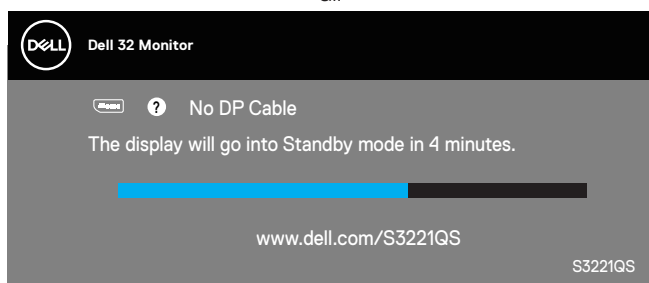 DELL
Dell 32 Monitor
? No DP Cable
The display will go into Standby mode in 4 minutes.
www.dell.com/S3221QS
S3221QS